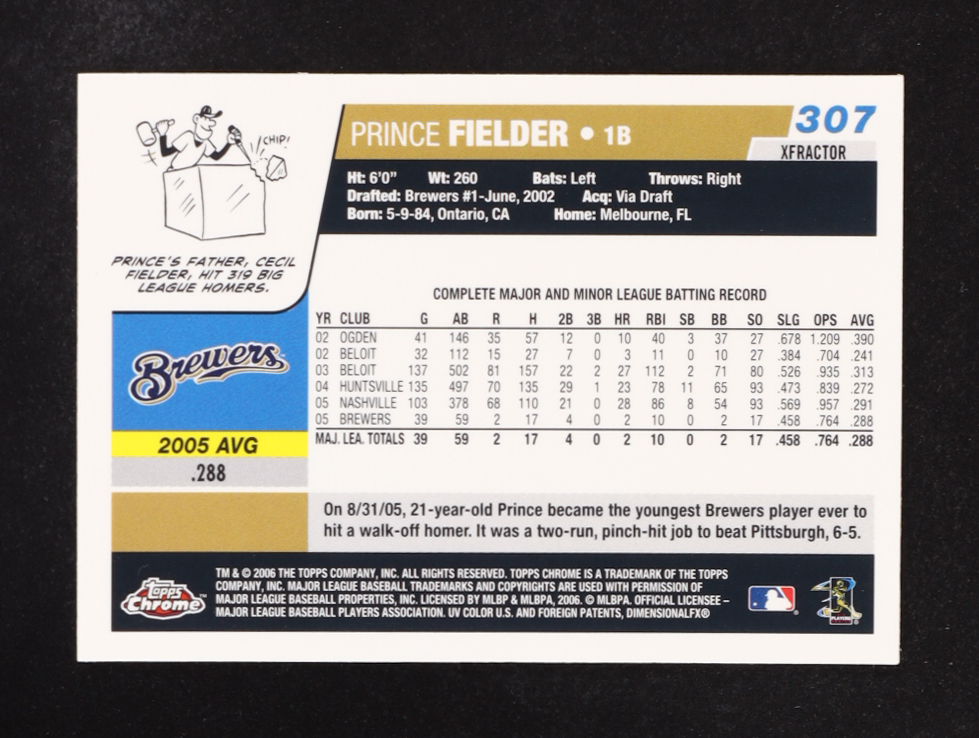 CHIP!
PRINCE'S FATHER, CECIL
FIELDER, HIT 319 BIG
LEAGUE HOMERS.
PRINCE FIELDER • 1B
307
XFRACTOR
Ht: 6'0" Wt: 260 Bats: Left Throws: Right
Drafted: Brewers #1-June, 2002 Acq: Via Draft
Born: 5-9-84, Ontario, CA Home: Melbourne, FL
COMPLETE MAJOR AND MINOR LEAGUE BATTING RECORD
YR CLUB G AB R H 2B 3B HR RBI SB BB SO SLG OPS AVG
02 OGDEN 41 146 35 57 12 0 10 40 3 37 27 .678 1.209 .390
02 BELOIT 32 112 15 27 7 0 3 11 0 10 27 .384 .704 .241
03 BELOIT 137 502 81 157 22 2 27 112 2 71 80 .526 .935 .313
04 HUNTSVILLE 135 497 70 135 29 1 23 78 11 65 93 .473 .839 .272
05 NASHVILLE 103 378 68 110 21 0 28 86 8 54 93 .569 .957 .291
05 BREWERS 39 59 2 17 4 0 2 10 0 2 17 .458 .764 .288
MAJ. LEA. TOTALS 39 59 2 17 4 0 2 10 0 2 17 .458 .764 .288
Brewers
2005 AVG
.288
On 8/31/05, 21-year-old Prince became the youngest Brewers player ever to
hit a walk-off homer. It was a two-run, pinch-hit job to beat Pittsburgh, 6-5.
Topps
Chrome™
TM & © 2006 THE TOPPS COMPANY, INC. ALL RIGHTS RESERVED. TOPPS CHROME IS A TRADEMARK OF THE TOPPS
COMPANY, INC. MAJOR LEAGUE BASEBALL TRADEMARKS AND COPYRIGHTS ARE USED WITH PERMISSION OF
MAJOR LEAGUE BASEBALL PROPERTIES, INC. LICENSED BY MLBP & MLBPA, 2006. © MLBPA. OFFICIAL LICENSEE –
MAJOR LEAGUE BASEBALL PLAYERS ASSOCIATION. UV COLOR U.S. AND FOREIGN PATENTS, DIMENSIONALFX®
PLAYERS